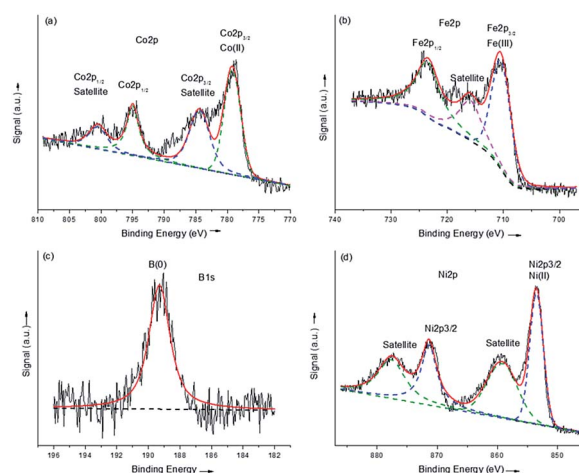 (a)
Co2p
Co2p3/2
Co(II)
Co2p1/2
Satellite
Co2p1/2
Co2p3/2
Satellite
Signal (a.u.)
809 800 795 790 785 780 775 770
Binding Energy (eV)
(b)
Fe2p
Fe2p3/2
Fe(III)
Fe2p1/2
Satellite
Signal (a.u.)
740 730 720 710 700
Binding Energy (eV)
(c)
B(0)
B1s
Signal (a.u.)
196 194 192 190 188 186 184 182
Binding Energy
(d)
Ni2p
Ni2p3/2
Ni(II)
Satellite
Ni2p3/2
Satellite
Signal (a.u.)
880 870 860 850
Binding Energy (eV)